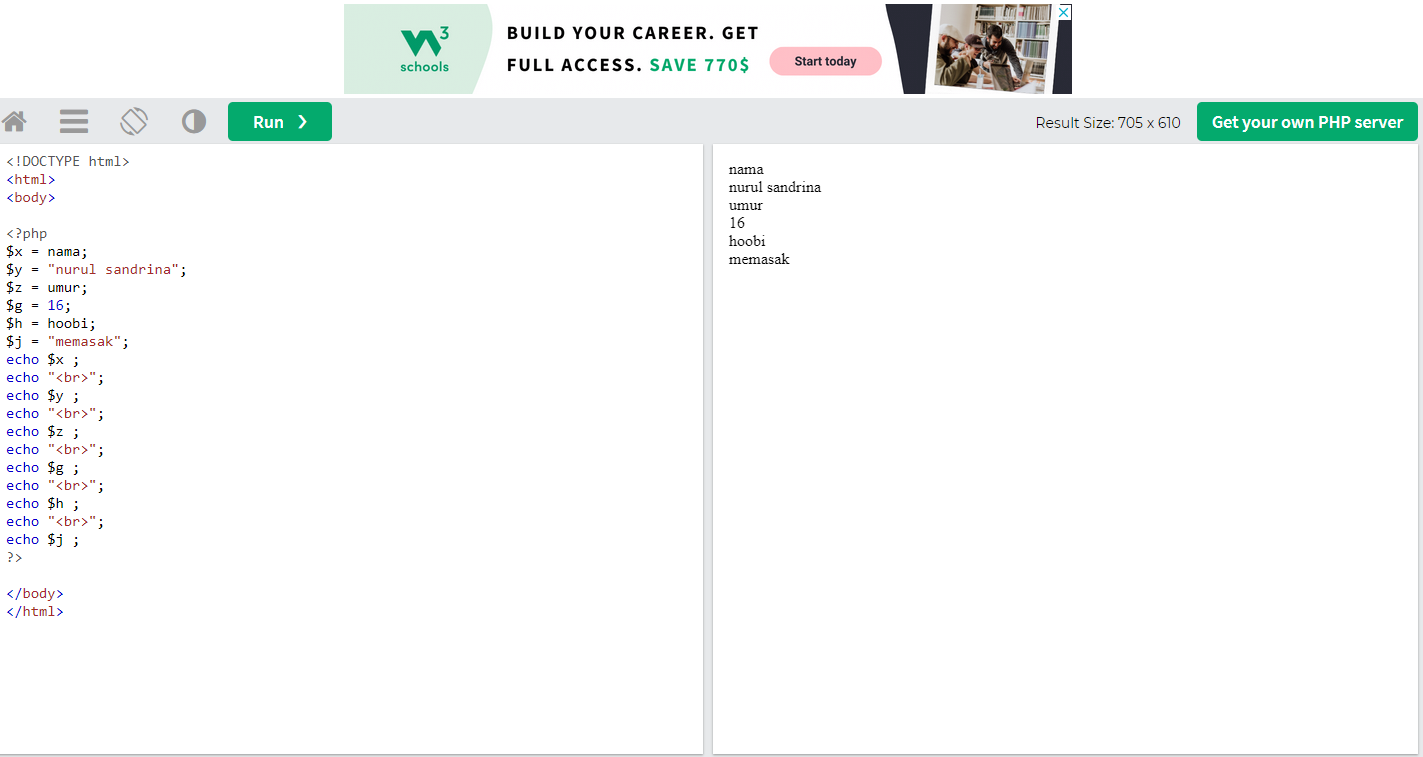 W3
schools
BUILD YOUR CAREER. GET
FULL ACCESS. SAVE 770$
Start today
Run ❯
Result Size: 705 x 610
Get your own PHP server
<!DOCTYPE html>
<html>
<body>
<?php
$x = nama;
$y = "nurul sandrina";
$z = umur;
$g = 16;
$h = hoobi;
$j = "memasak";
echo $x ;
echo "<br>";
echo $y ;
echo "<br>";
echo $z ;
echo "<br>";
echo $g ;
echo "<br>";
echo $h ;
echo "<br>";
echo $j ;
?>
</body>
</html>
nama
nurul sandrina
umur
16
hoobi
memasak